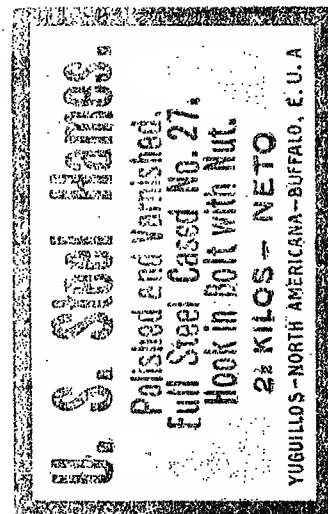 U. S. Steel Hames.
Polished and Varnished.
Full Steel Cased No. 27.
Hook in Bolt with Nut.
2½ KILOS - NETO
YUGUILLOS-NORTH AMERICANA-BUFFALO, E. U. A